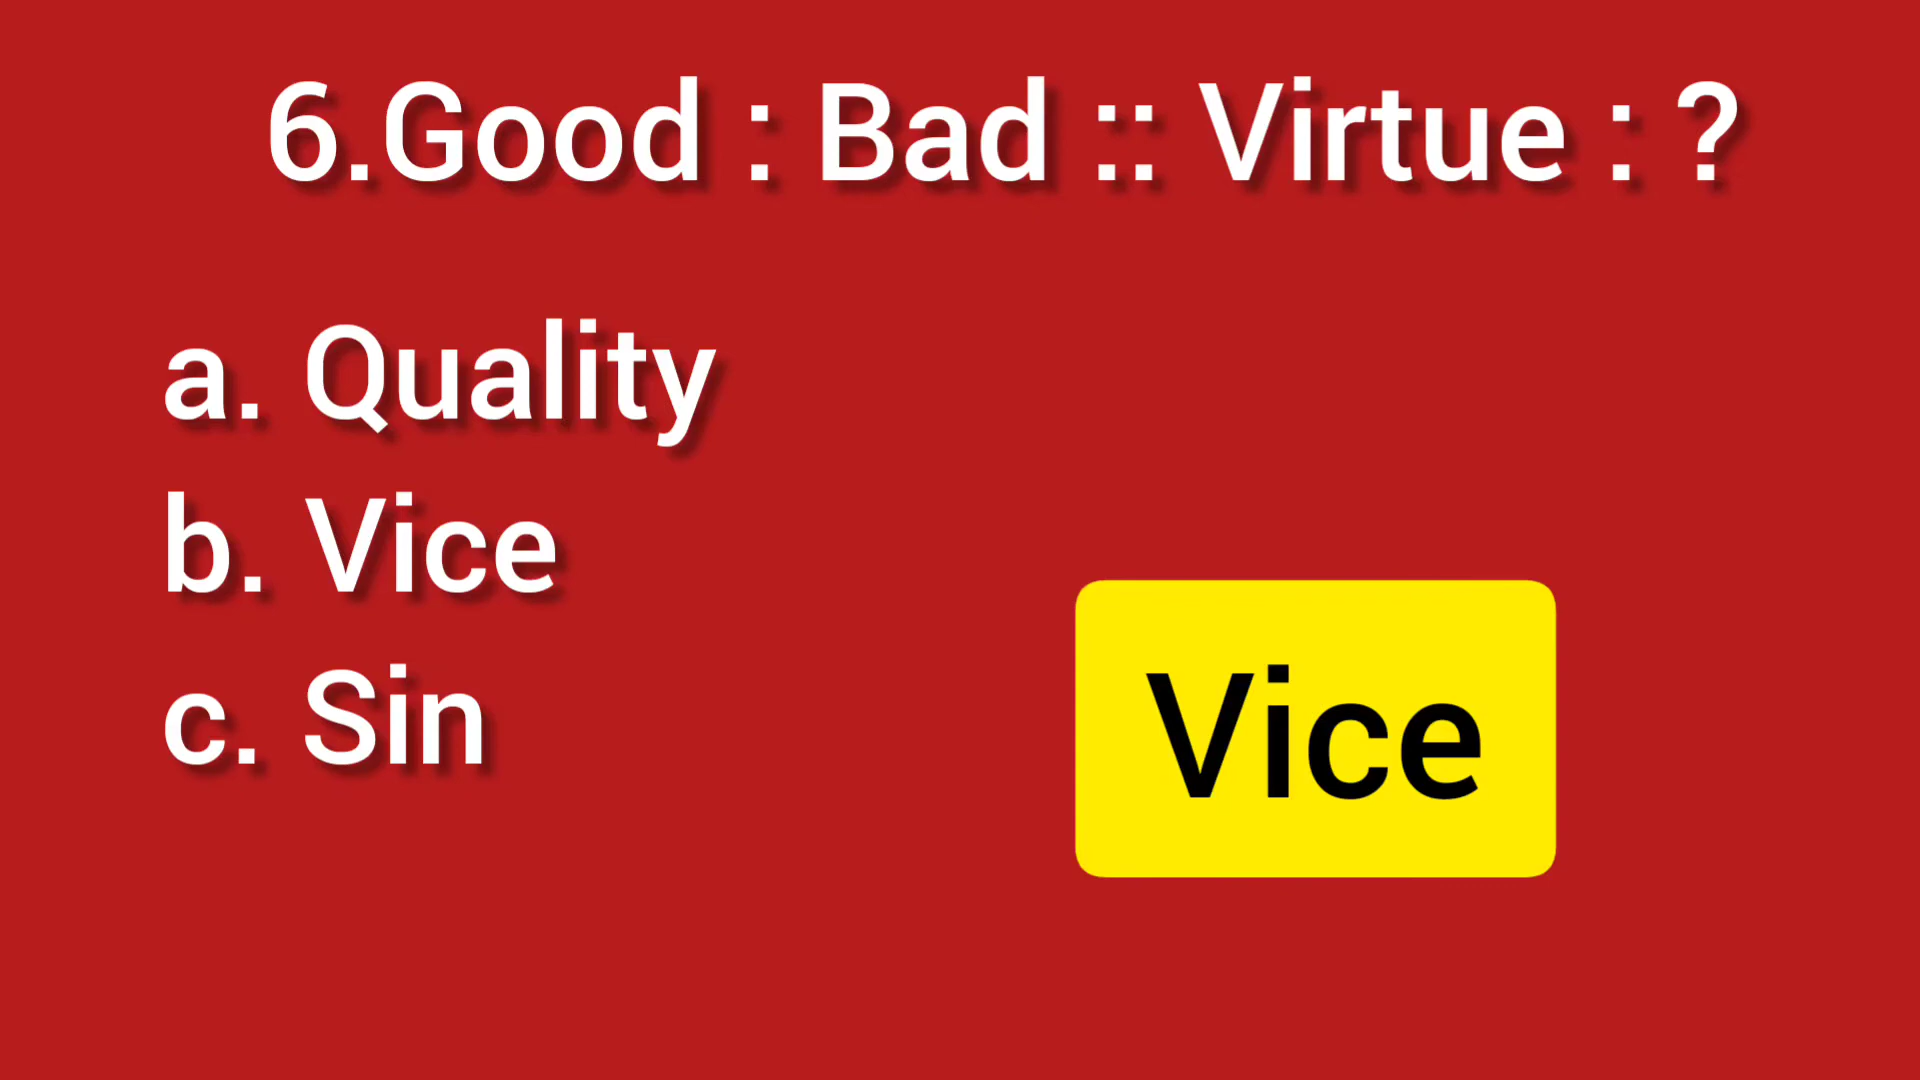 6.Good : Bad :: Virtue : ?
a. Quality
b. Vice
c. Sin
Vice